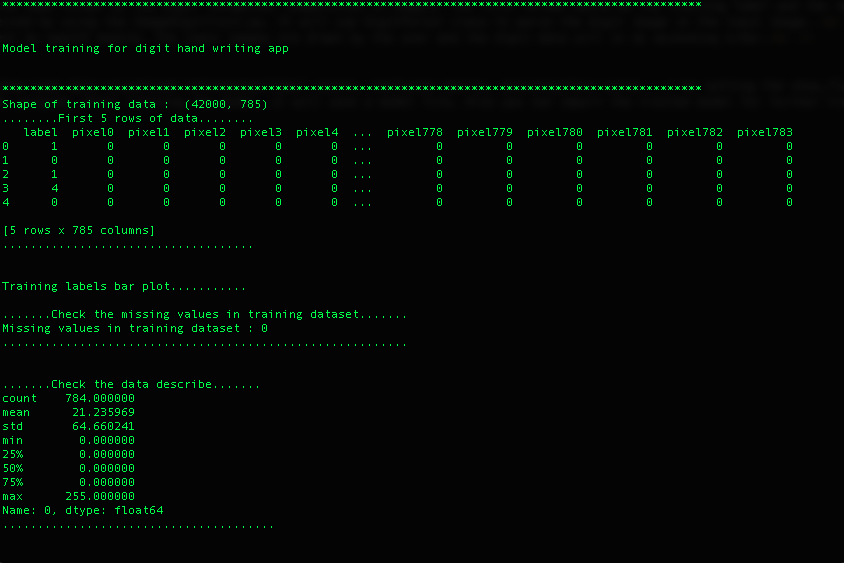 ****************************************************************************************************
Model training for digit hand writing app
****************************************************************************************************
Shape of training data :  (42000, 785)
........First 5 rows of data........
   label  pixel0  pixel1  pixel2  pixel3  pixel4  ...  pixel778  pixel779  pixel780  pixel781  pixel782  pixel783
0      1       0       0       0       0       0  ...         0         0         0         0         0         0
1      0       0       0       0       0       0  ...         0         0         0         0         0         0
2      1       0       0       0       0       0  ...         0         0         0         0         0         0
3      4       0       0       0       0       0  ...         0         0         0         0         0         0
4      0       0       0       0       0       0  ...         0         0         0         0         0         0
[5 rows x 785 columns]
....................................
Training labels bar plot...........
.......Check the missing values in training dataset.......
Missing values in training dataset : 0
..........................................................
.......Check the data describe.......
count    784.000000
mean      21.235969
std       64.660241
min        0.000000
25%        0.000000
50%        0.000000
75%        0.000000
max      255.000000
Name: 0, dtype: float64
.......................................